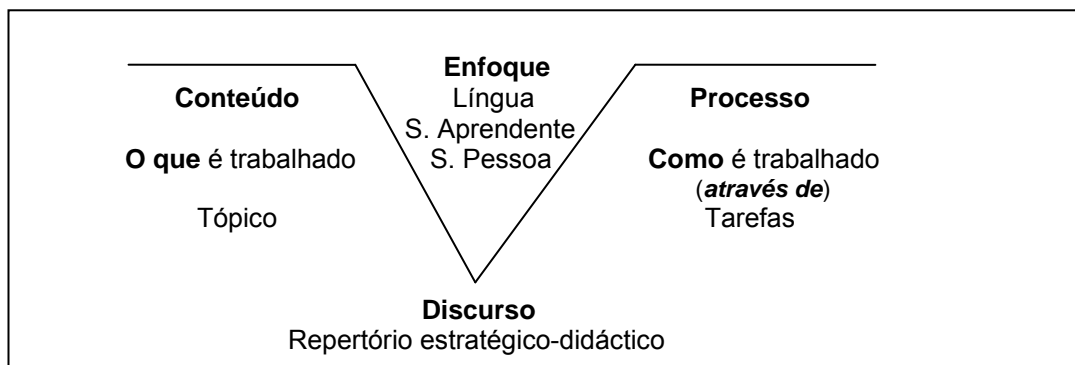 Enfoque
Língua
S. Aprendente
S. Pessoa
Conteúdo
O que é trabalhado
Tópico
Processo
Como é trabalhado
(através de)
Tarefas
Discurso
Repertório estratégico-didáctico